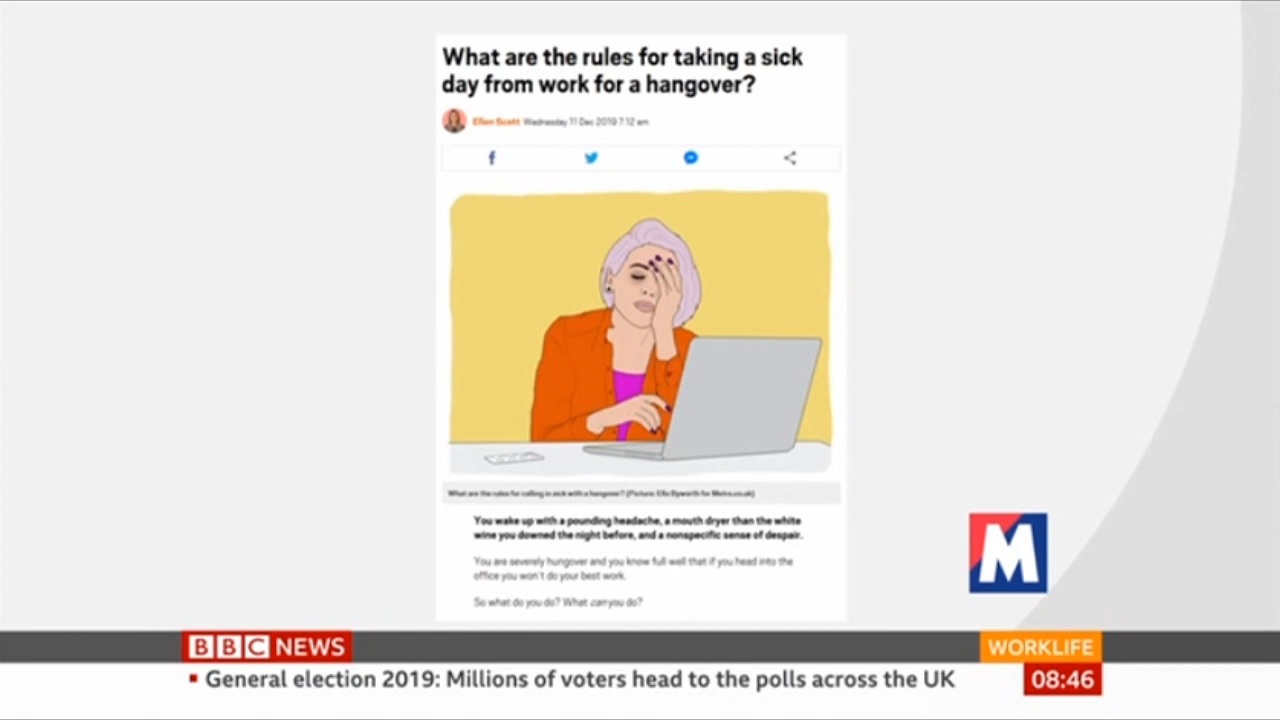 What are the rules for taking a sick
day from work for a hangover?
Ellen Scott Wednesday 11 Dec 2019 7:12 am
What are the rules for calling in sick with a hangover? (Picture: Ella Byworth for Metro.co.uk)
You wake up with a pounding headache, a mouth dryer than the white
wine you downed the night before, and a nonspecific sense of despair.
You are severely hungover and you know full well that if you head into the
office you won't do your best work.
So what do you do? What can you do?
M
BBC NEWS
WORKLIFE
General election 2019: Millions of voters head to the polls across the UK
08:46